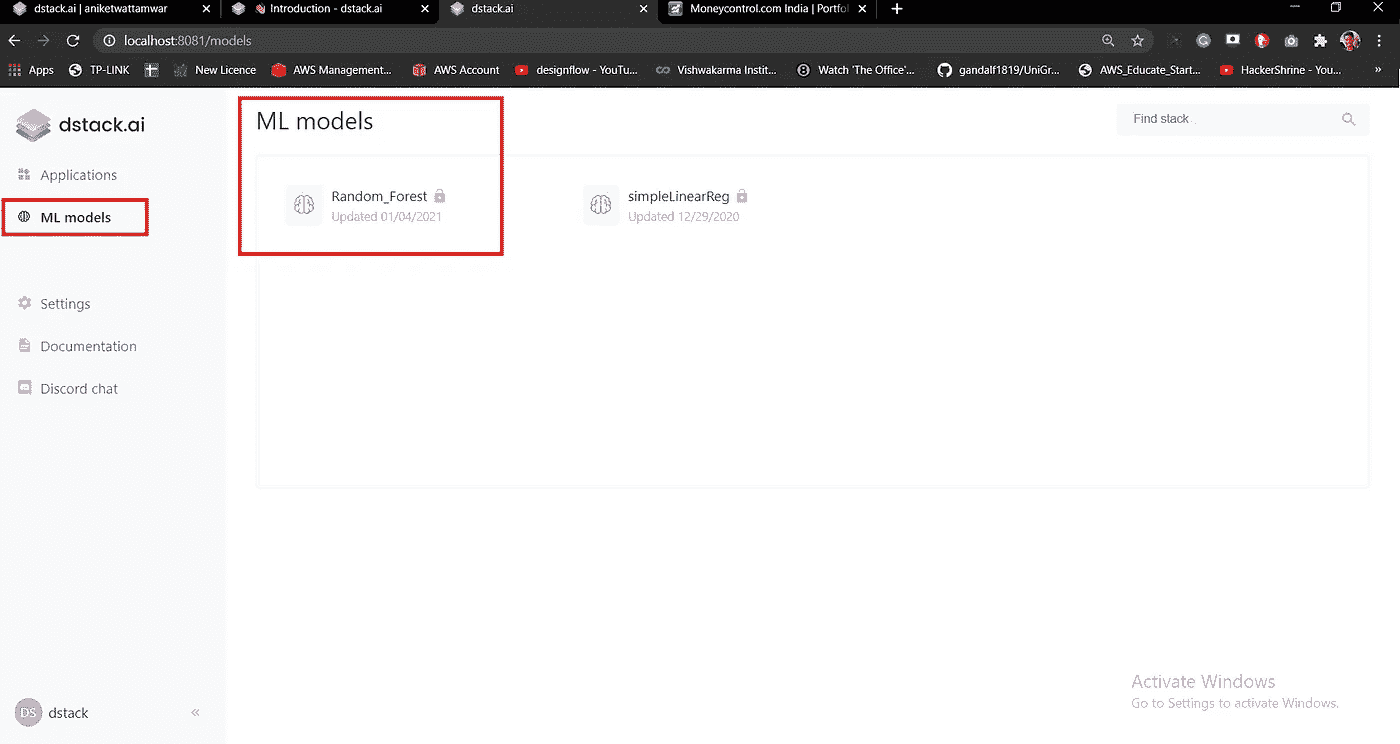 dstack.ai | aniketwattamwar
Introduction - dstack.ai
dstack.ai
Moneycontrol.com India | Portfol
localhost:8081/models
Apps
TP-LINK
New Licence
AWS Management...
AWS Account
designflow - YouTu...
Vishwakarma Instit...
Watch 'The Office'...
gandalf1819/UniGr...
AWS_Educate_Start...
HackerShrine - You...
»
dstack.ai
Applications
ML models
Settings
Documentation
Discord chat
ML models
Find stack
Random_Forest
Updated 01/04/2021
simpleLinearReg
Updated 12/29/2020
Activate Windows
Go to Settings to activate Windows.
DS
dstack
«